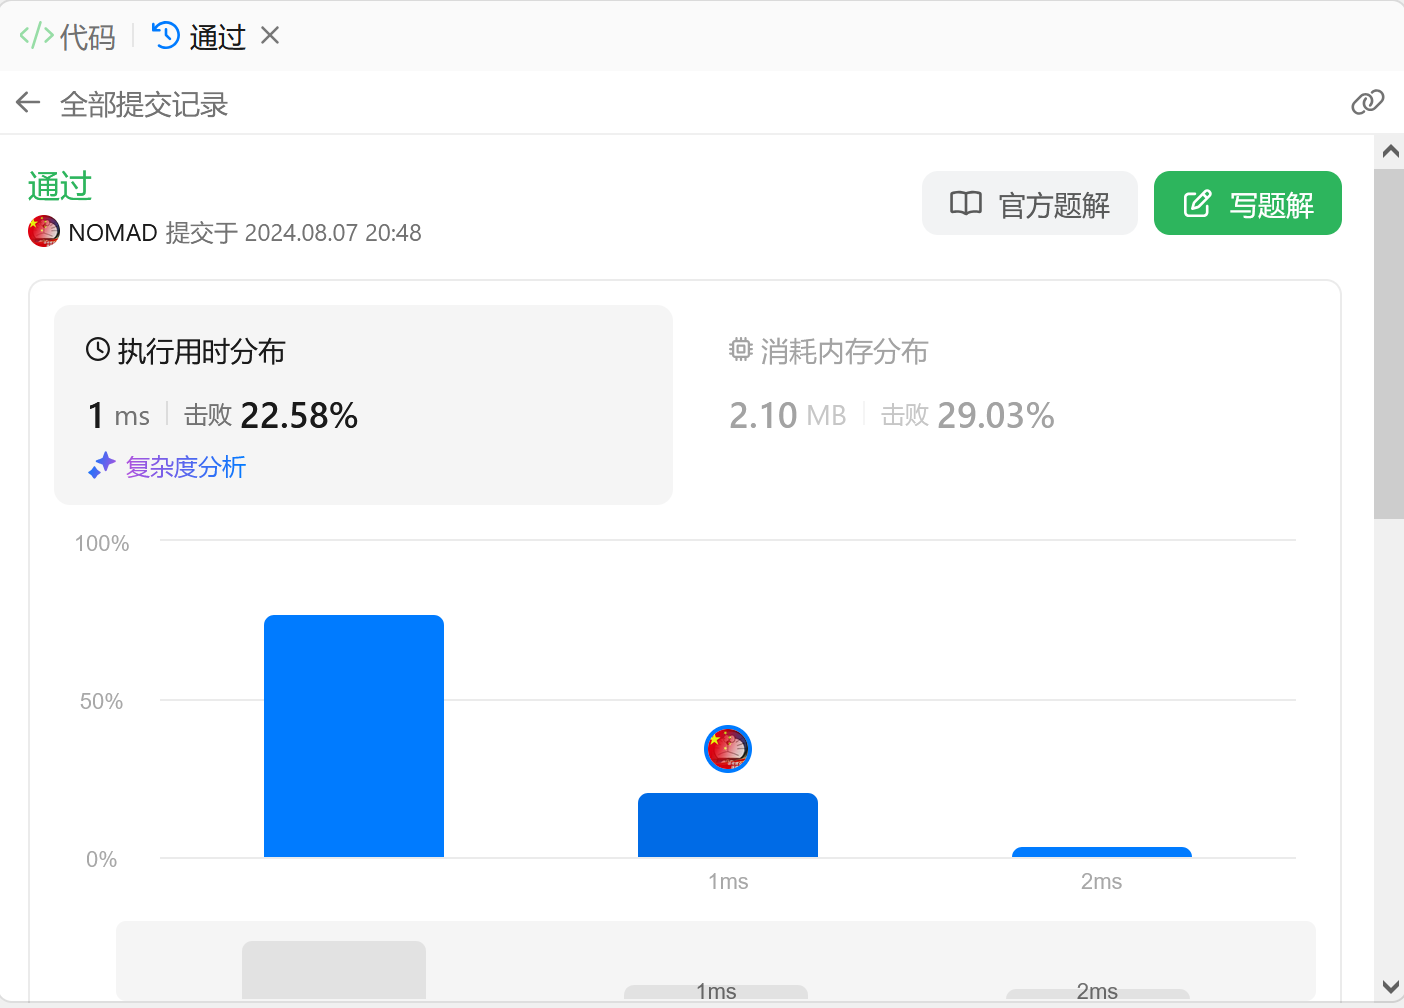 代码 通过
全部提交记录
通过
NOMAD 提交于 2024.08.07 20:48
官方题解
写题解
执行用时分布
1 ms 击败 22.58%
复杂度分析
消耗内存分布
2.10 MB 击败 29.03%
100%
50%
0%
1ms 2ms
1ms 2ms